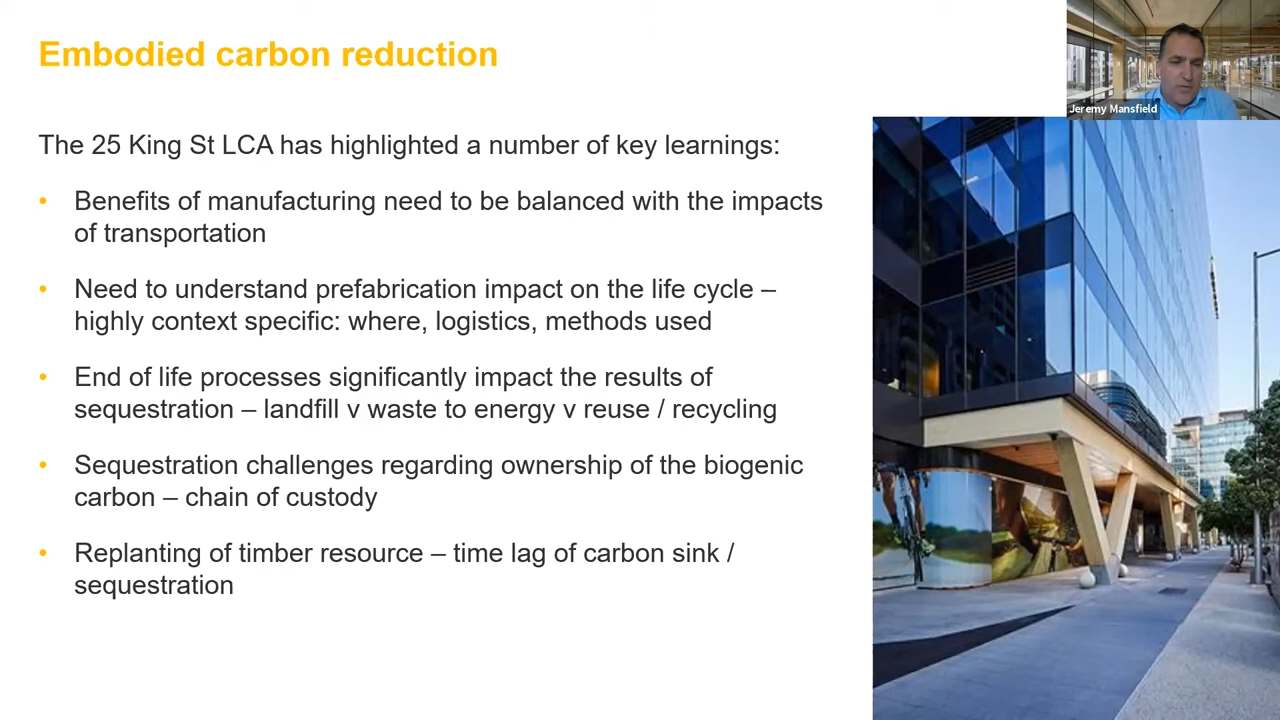 Embodied carbon reduction
Jeremy Mansfield
The 25 King St LCA has highlighted a number of key learnings:
• Benefits of manufacturing need to be balanced with the impacts
of transportation
• Need to understand prefabrication impact on the life cycle –
highly context specific: where, logistics, methods used
• End of life processes significantly impact the results of
sequestration – landfill v waste to energy v reuse / recycling
• Sequestration challenges regarding ownership of the biogenic
carbon – chain of custody
• Replanting of timber resource – time lag of carbon sink /
sequestration